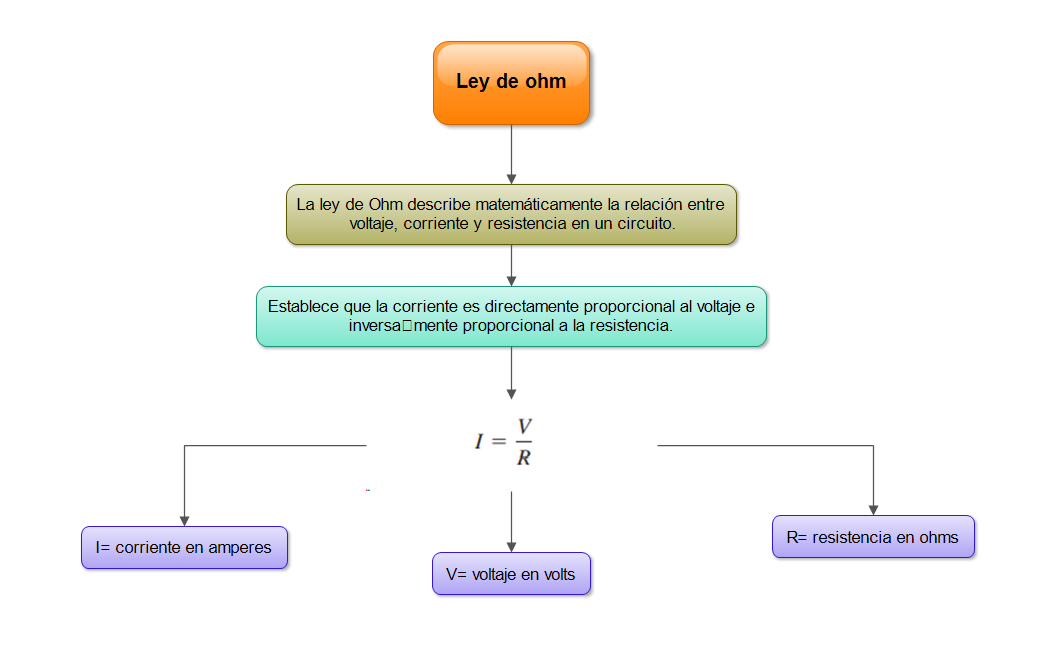 Ley de ohm
La ley de Ohm describe matemáticamente la relación entre
voltaje, corriente y resistencia en un circuito.
Establece que la corriente es directamente proporcional al voltaje e
inversa□mente proporcional a la resistencia.
I = V/R
I= corriente en amperes
V= voltaje en volts
R= resistencia en ohms